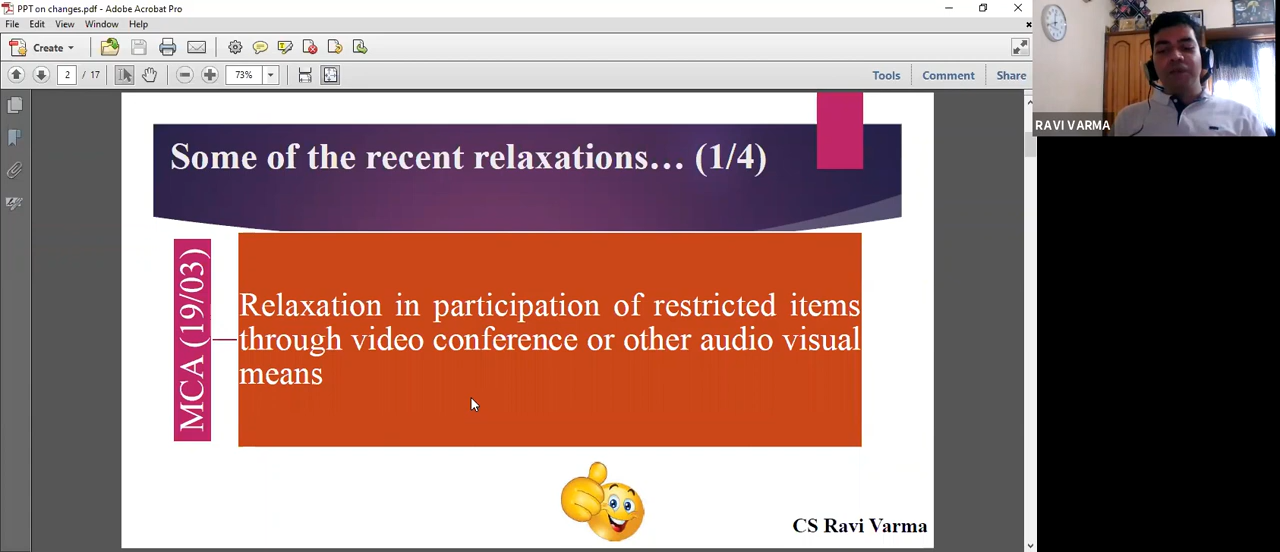 PPT on changes.pdf - Adobe Acrobat Pro
File Edit View Window Help
Create
2 / 17
73%
Tools Comment Share
RAVI VARMA
Some of the recent relaxations... (1/4)
MCA (19/03)
Relaxation in participation of restricted items
through video conference or other audio visual
means
CS Ravi Varma